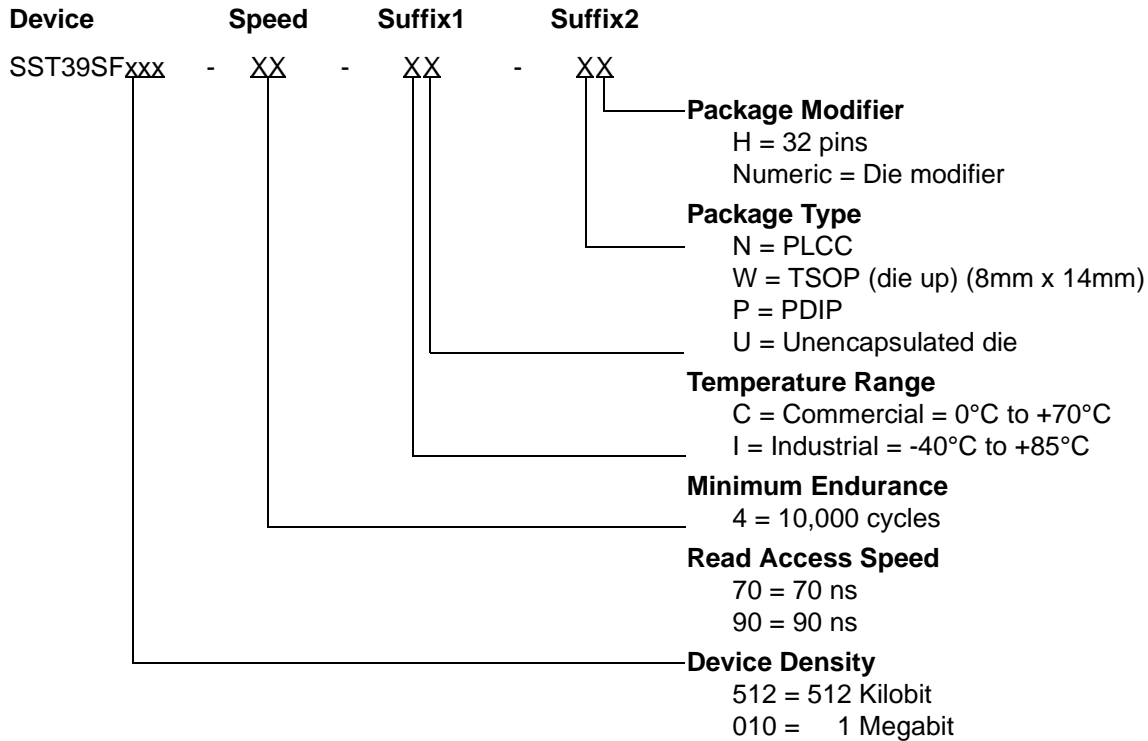 Device Speed Suffix1 Suffix2
SST39SFxxx - XX - XX - XX
Package Modifier
H = 32 pins
Numeric = Die modifier
Package Type
N = PLCC
W = TSOP (die up) (8mm x 14mm)
P = PDIP
U = Unencapsulated die
Temperature Range
C = Commercial = 0°C to +70°C
I = Industrial = -40°C to +85°C
Minimum Endurance
4 = 10,000 cycles
Read Access Speed
70 = 70 ns
90 = 90 ns
Device Density
512 = 512 Kilobit
010 = 1 Megabit